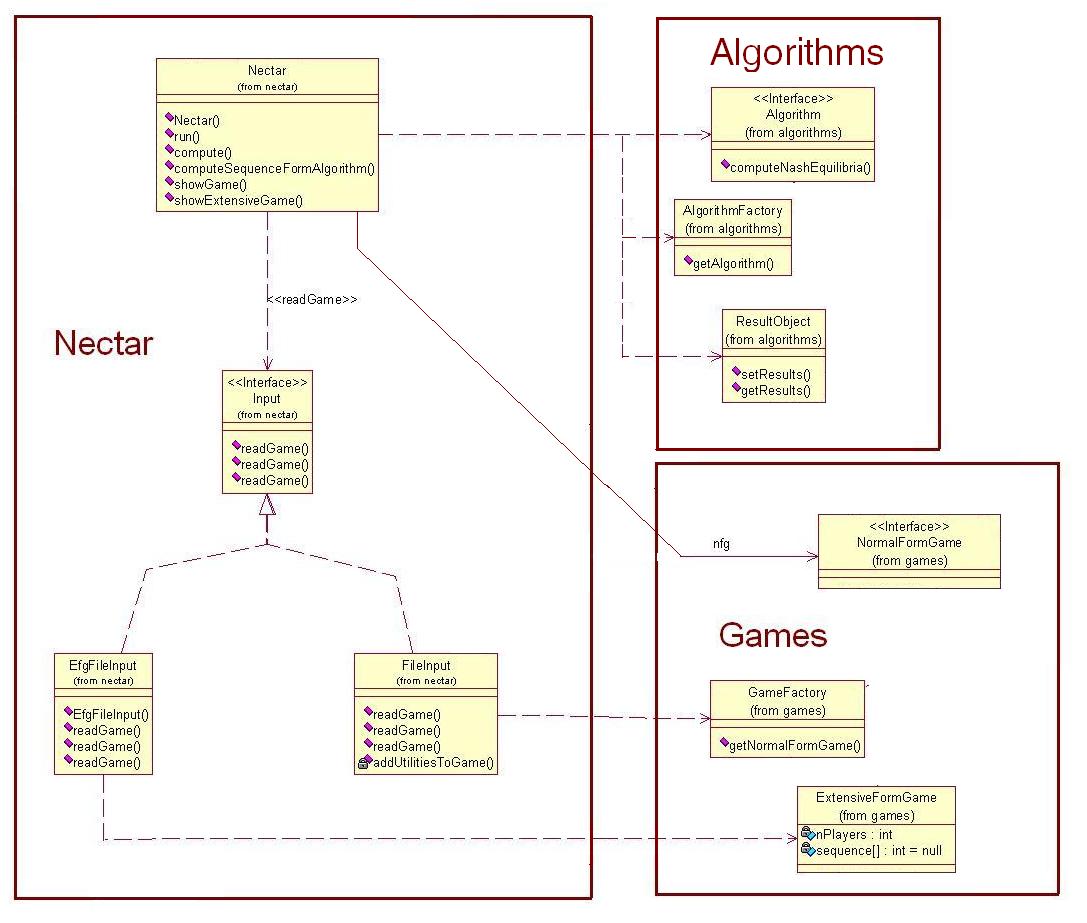 Nectar
(from nectar)
Nectar()
run()
compute()
computeSequenceFormAlgorithm()
showGame()
showExtensiveGame()
<<readGame>>
Nectar
<<Interface>>
Input
(from nectar)
readGame()
readGame()
readGame()
EfgFileInput
(from nectar)
EfgFileInput()
readGame()
readGame()
readGame()
FileInput
(from nectar)
readGame()
readGame()
readGame()
addUtilitiesToGame()
Algorithms
<<Interface>>
Algorithm
(from algorithms)
computeNashEquilibria()
AlgorithmFactory
(from algorithms)
getAlgorithm()
ResultObject
(from algorithms)
setResults()
getResults()
nfg
<<Interface>>
NormalFormGame
(from games)
Games
GameFactory
(from games)
getNormalFormGame()
ExtensiveFormGame
(from games)
nPlayers : int
sequence[] : int = null